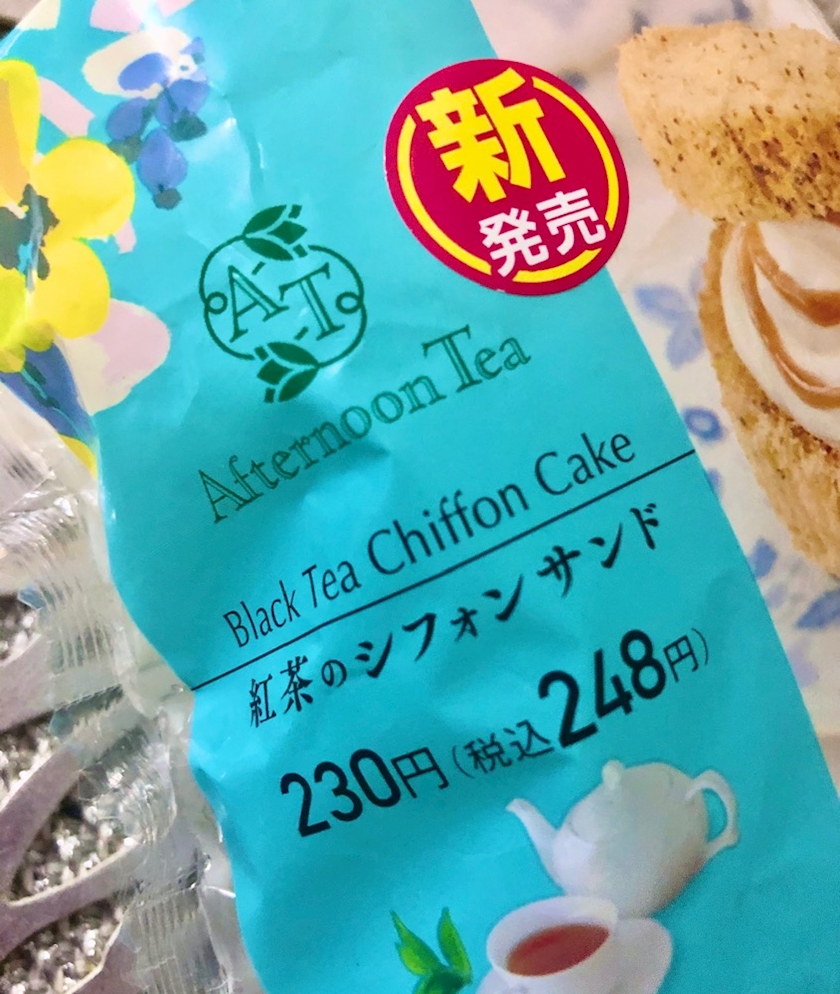 新
発売
AT
Afternoon Tea
Black Tea Chiffon Cake
紅茶のシフォンサンド
230円(税込248円)